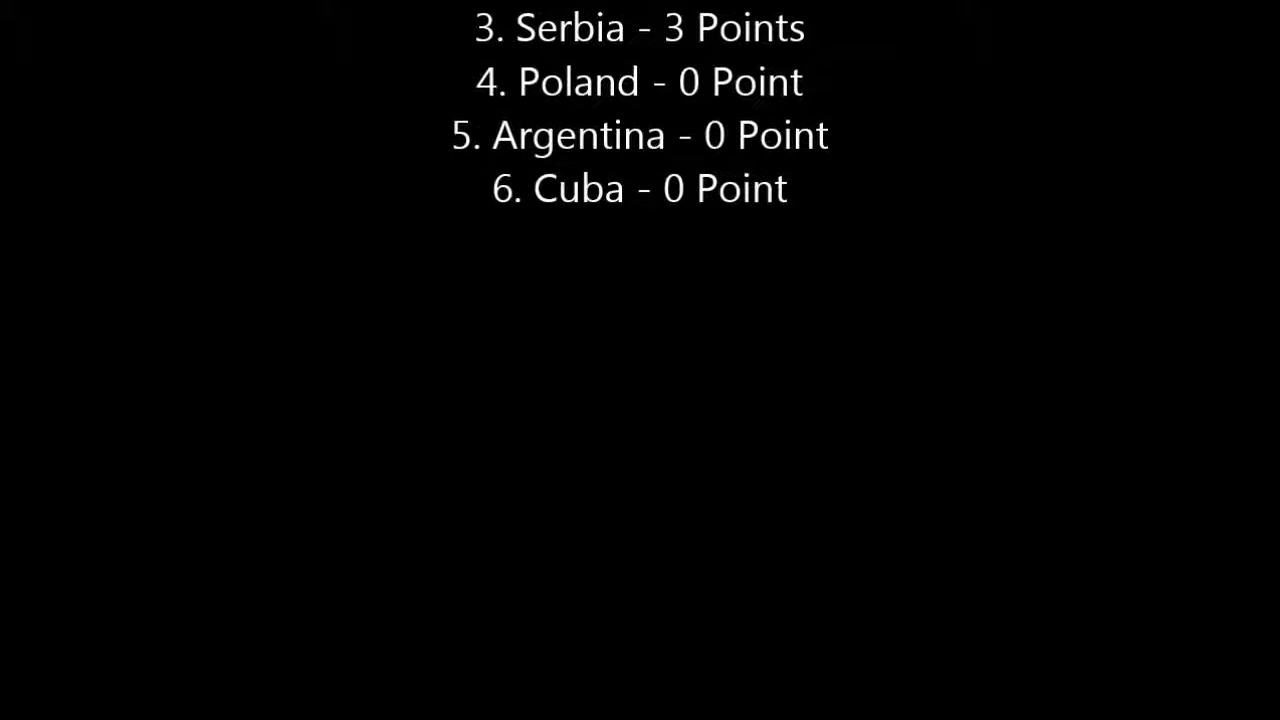 3. Serbia - 3 Points
4. Poland - 0 Point
5. Argentina - 0 Point
6. Cuba - 0 Point